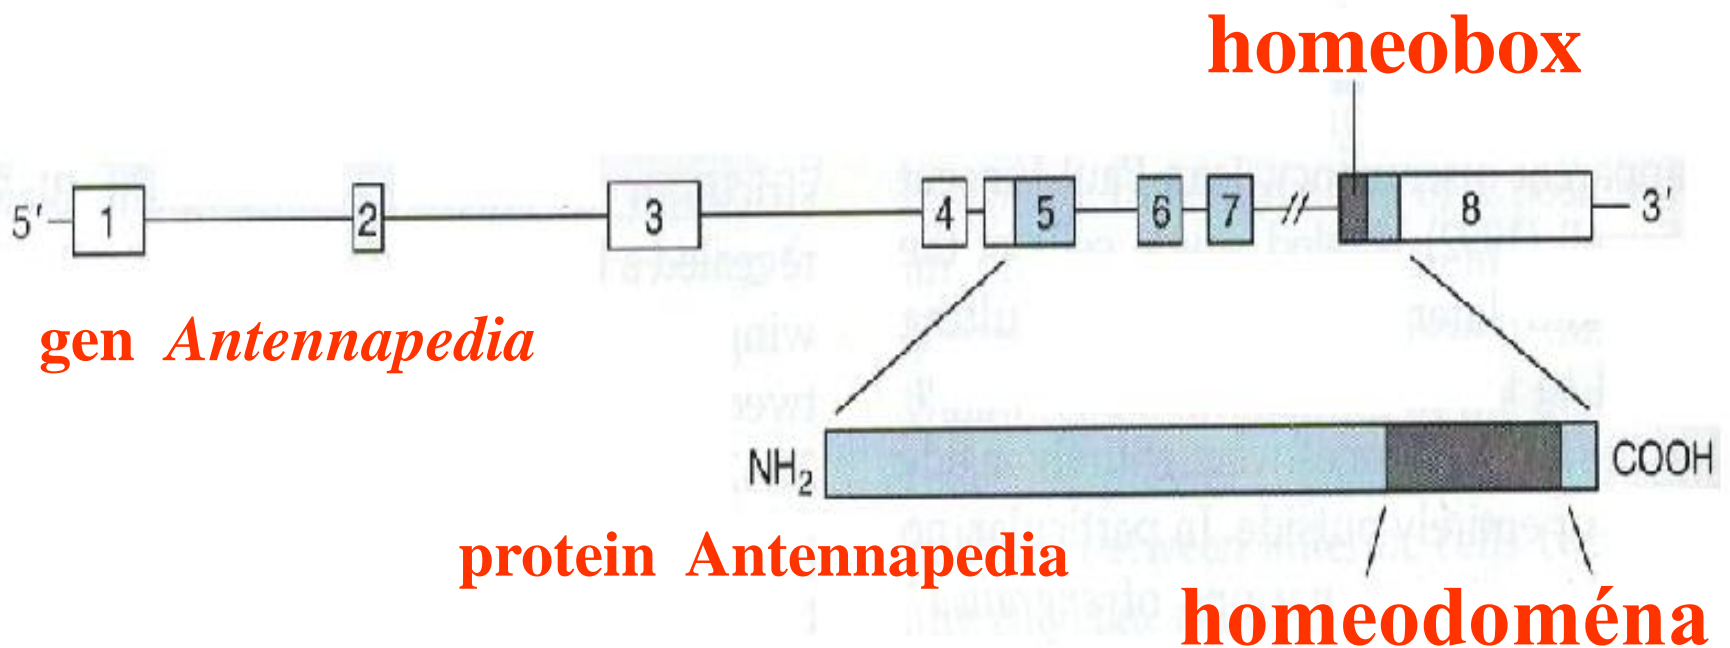 homeobox
5′ 1 2 3 4 5 6 7 // 8 3′
gen Antennapedia
NH2 COOH
protein Antennapedia
homeodoména